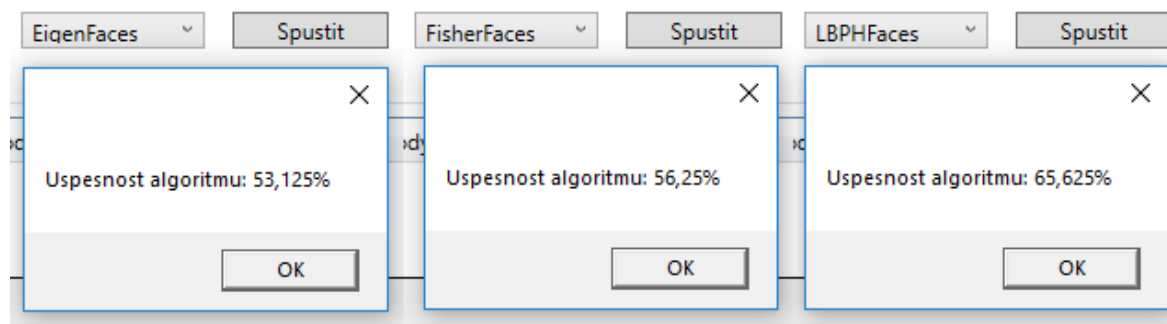 EigenFaces Spustit FisherFaces Spustit LBPHFaces Spustit
Uspesnost algoritmu: 53,125% Uspesnost algoritmu: 56,25% Uspesnost algoritmu: 65,625%
OK OK OK